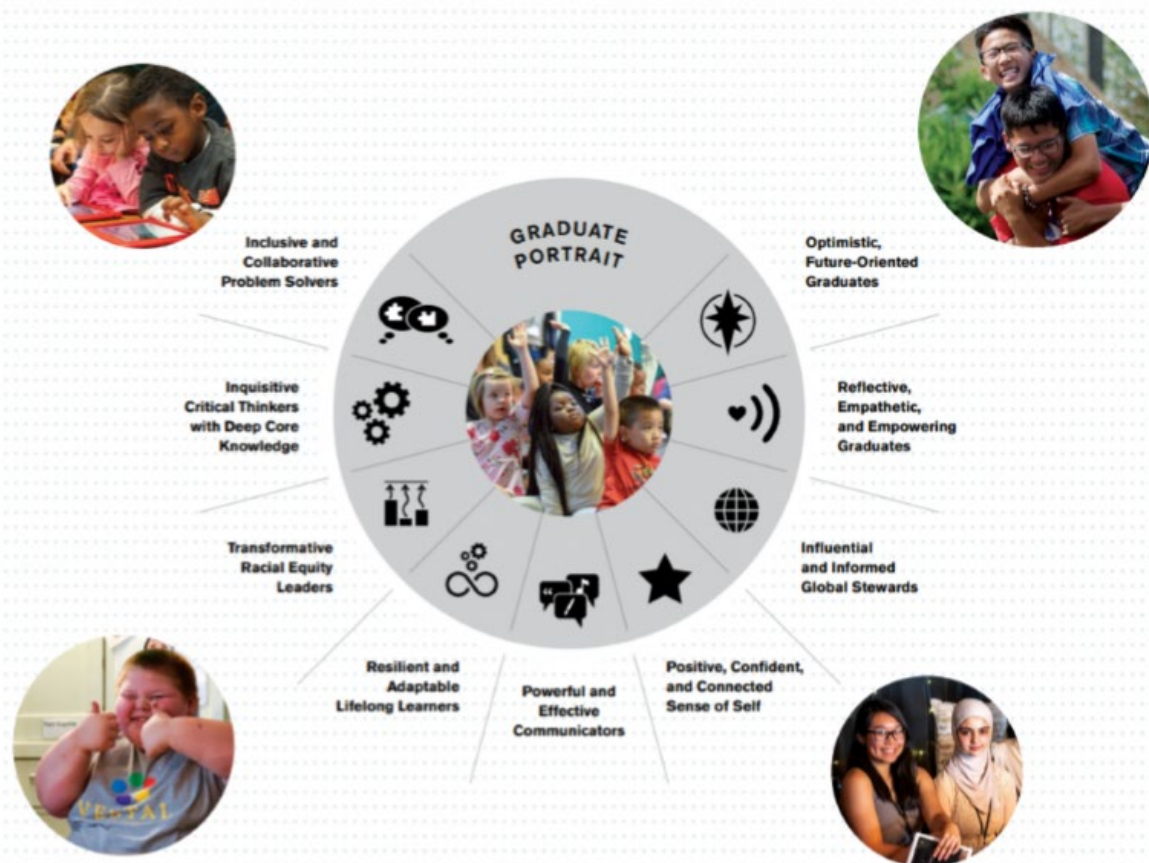 GRADUATE
PORTRAIT
Inclusive and
Collaborative
Problem Solvers
Optimistic,
Future-Oriented
Graduates
Inquisitive
Critical Thinkers
with Deep Core
Knowledge
Reflective,
Empathetic,
and Empowering
Graduates
Transformative
Racial Equity
Leaders
Influential
and Informed
Global Stewards
Resilient and
Adaptable
Lifelong Learners
Powerful and
Effective
Communicators
Positive, Confident,
and Connected
Sense of Self
VESTAL